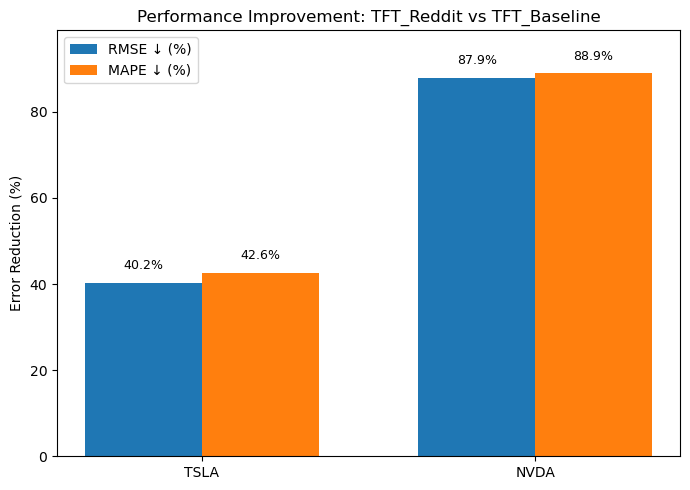 Performance Improvement: TFT_Reddit vs TFT_Baseline
RMSE ↓ (%)
MAPE ↓ (%)
Error Reduction (%)
80
60
40
20
0
40.2%
42.6%
87.9%
88.9%
TSLA
NVDA